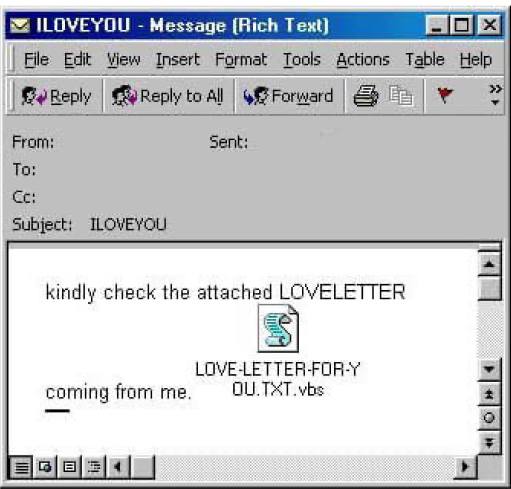 ILOVEYOU - Message (Rich Text)
File Edit View Insert Format Tools Actions Table Help
Reply Reply to All Forward
From: Sent:
To:
Cc:
Subject: ILOVEYOU
kindly check the attached LOVELETTER
LOVE-LETTER-FOR-Y
OU.TXT.vbs
coming from me.